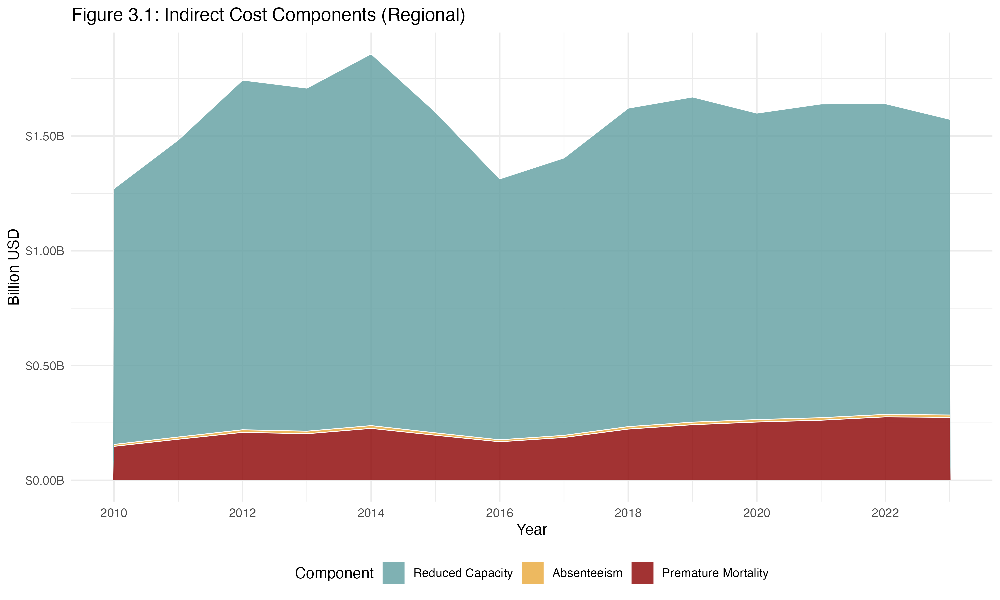 Figure 3.1: Indirect Cost Components (Regional)
Billion USD
$1.50B
$1.00B
$0.50B
$0.00B
2010 2012 2014 2016 2018 2020 2022
Year
Component Reduced Capacity Absenteeism Premature Mortality